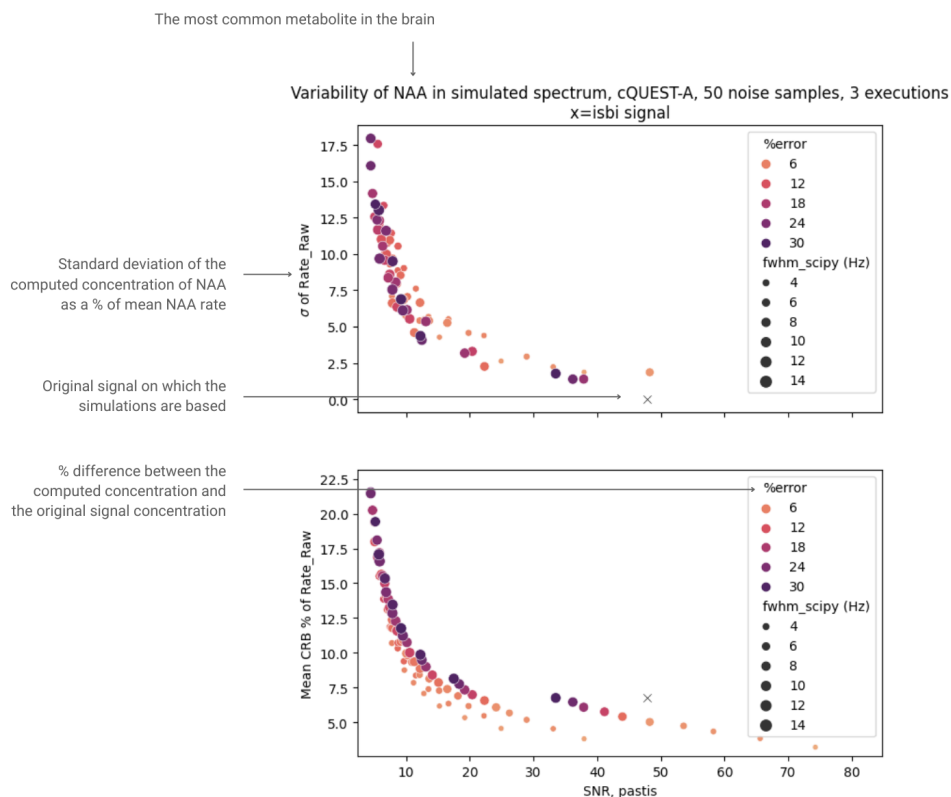 The most common metabolite in the brain
Variability of NAA in simulated spectrum, cQUEST-A, 50 noise samples, 3 executions
x=isbi signal
17.5
15.0
12.5
10.0
7.5
5.0
2.5
0.0
σ of Rate_Raw
%error
6
12
18
24
30
fwhm_scipy (Hz)
4
6
8
10
12
14
Standard deviation of the
computed concentration of NAA
as a % of mean NAA rate
Original signal on which the
simulations are based
% difference between the
computed concentration and
the original signal concentration
22.5
20.0
17.5
15.0
12.5
10.0
7.5
5.0
Mean CRB % of Rate_Raw
%error
6
12
18
24
30
fwhm_scipy (Hz)
4
6
8
10
12
14
10 20 30 40 50 60 70 80
SNR, pastis